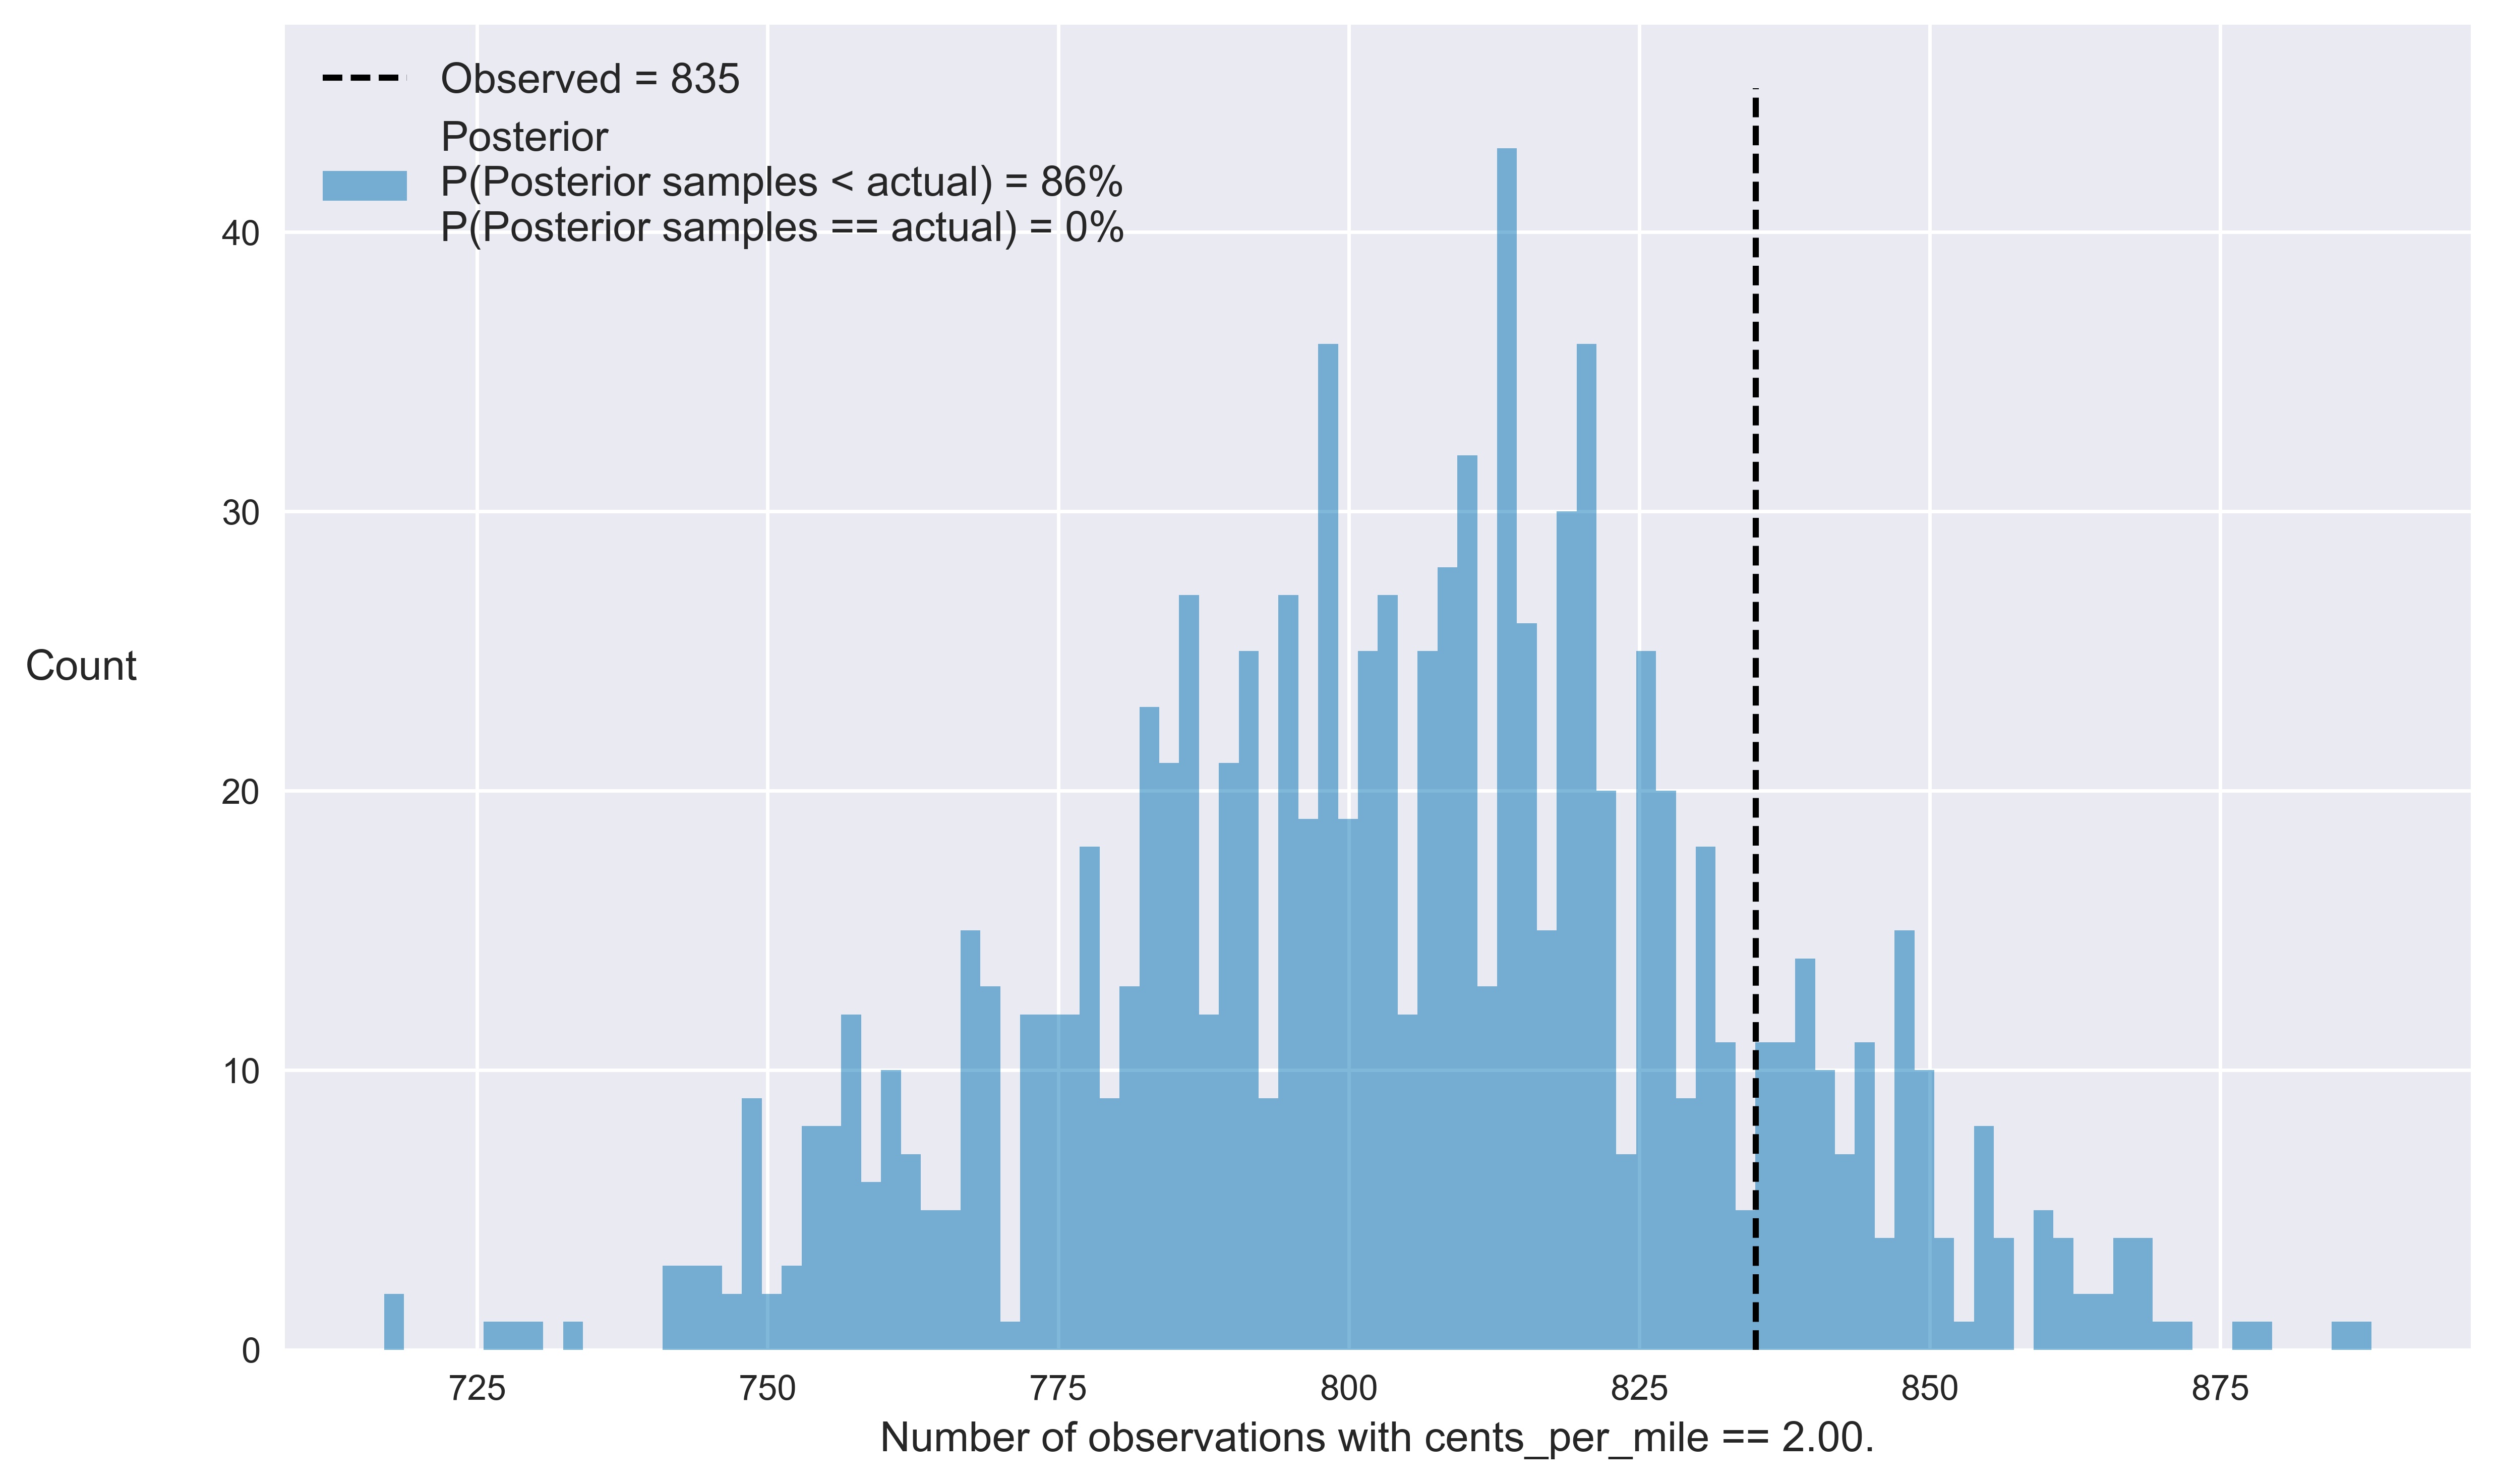 Observed = 835
Posterior
P(Posterior samples < actual) = 86%
P(Posterior samples == actual) = 0%
40
30
Count
20
10
0
725 750 775 800 825 850 875
Number of observations with cents_per_mile == 2.00.